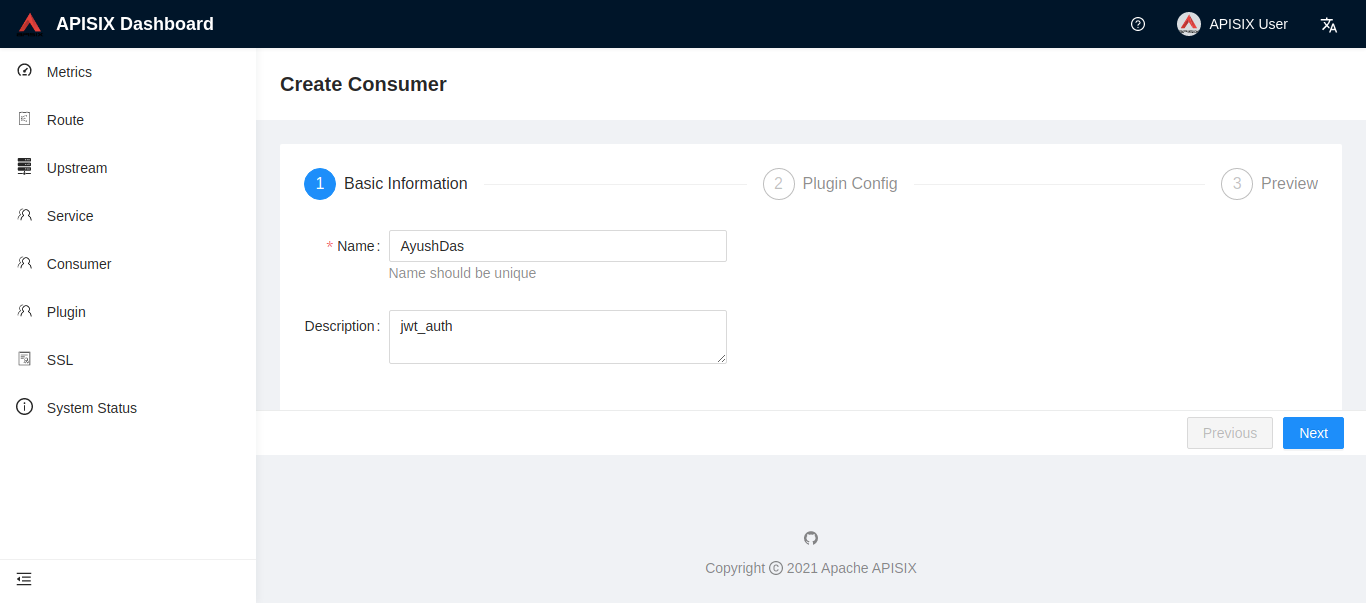 APISIX Dashboard
APISIX User
Metrics
Route
Upstream
Service
Consumer
Plugin
SSL
System Status
Create Consumer
1 Basic Information
2 Plugin Config
3 Preview
* Name: AyushDas
Name should be unique
Description: jwt_auth
Previous Next
Copyright © 2021 Apache APISIX